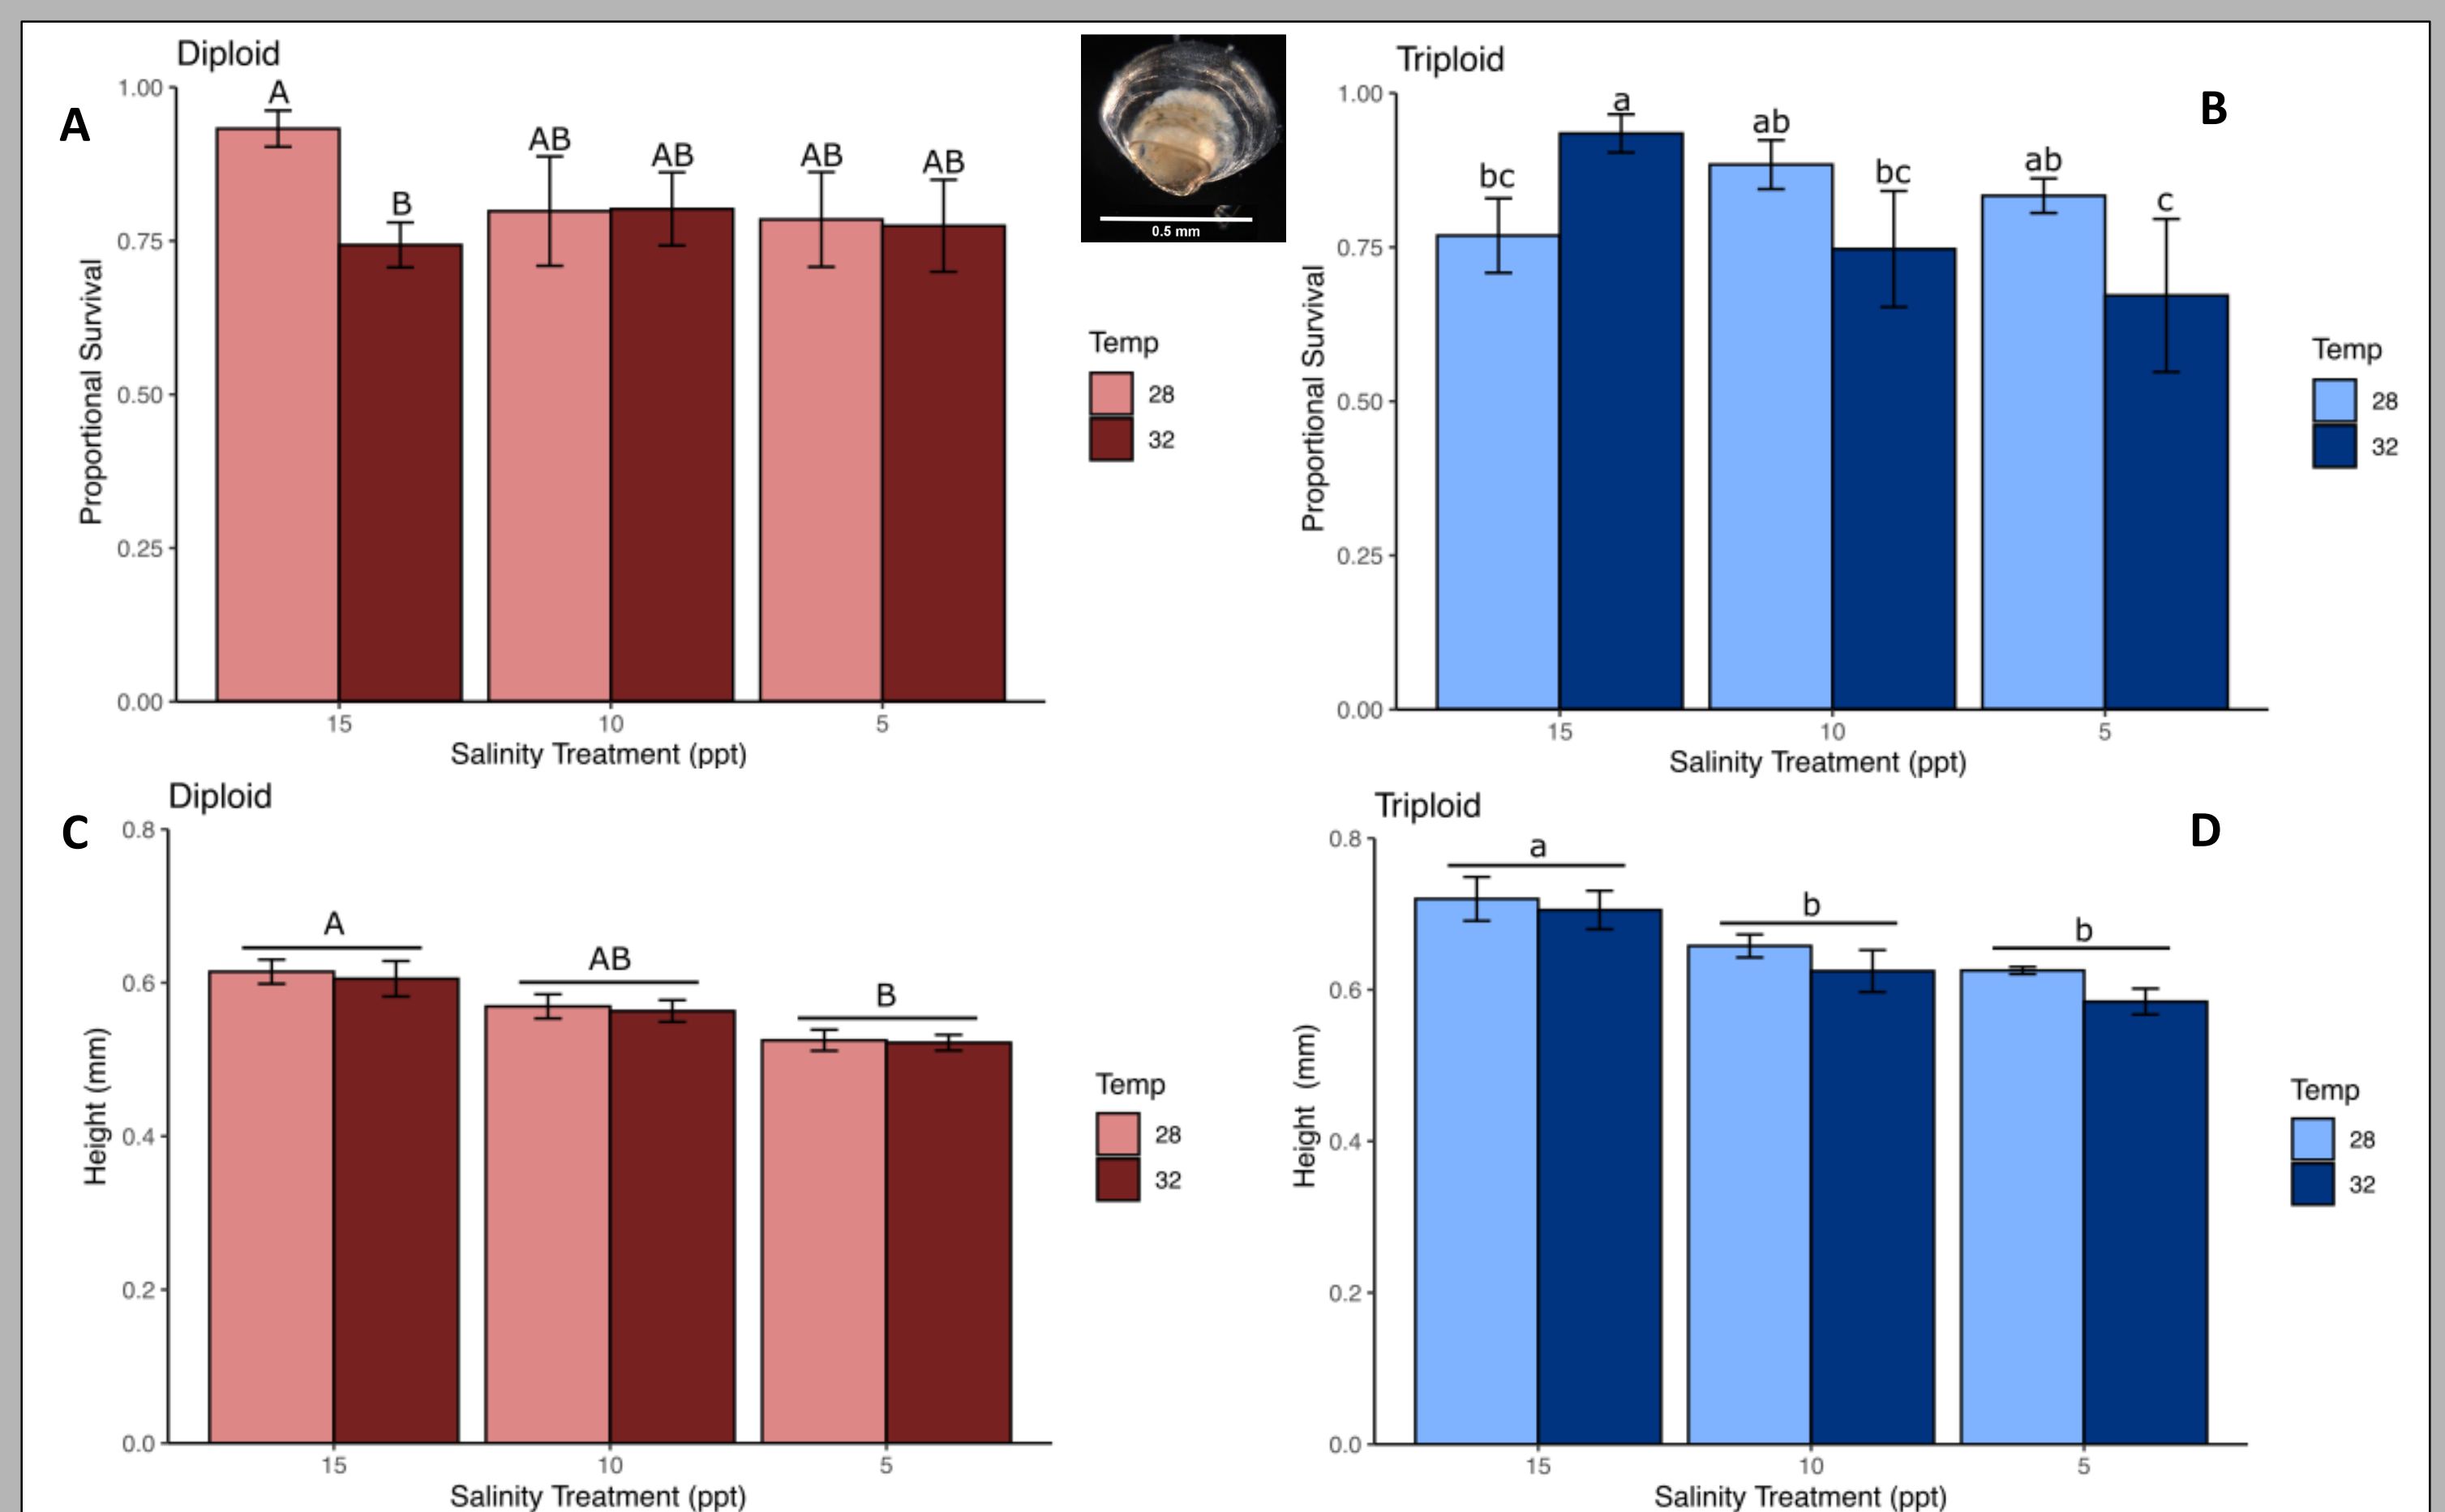 Diploid
A
1.00
0.75
0.50
0.25
0.00
Proportional Survival
A
B
AB
AB
AB
AB
15
10
5
Salinity Treatment (ppt)
0.5 mm
Temp
28
32
Triploid
B
1.00
0.75
0.50
0.25
0.00
Proportional Survival
bc
a
ab
bc
ab
c
15
10
5
Salinity Treatment (ppt)
Temp
28
32
Diploid
C
0.8
0.6
0.4
0.2
0.0
Height (mm)
A
AB
B
15
10
5
Salinity Treatment (ppt)
Temp
28
32
Triploid
D
0.8
0.6
0.4
0.2
0.0
Height (mm)
a
b
b
15
10
5
Salinity Treatment (ppt)
Temp
28
32